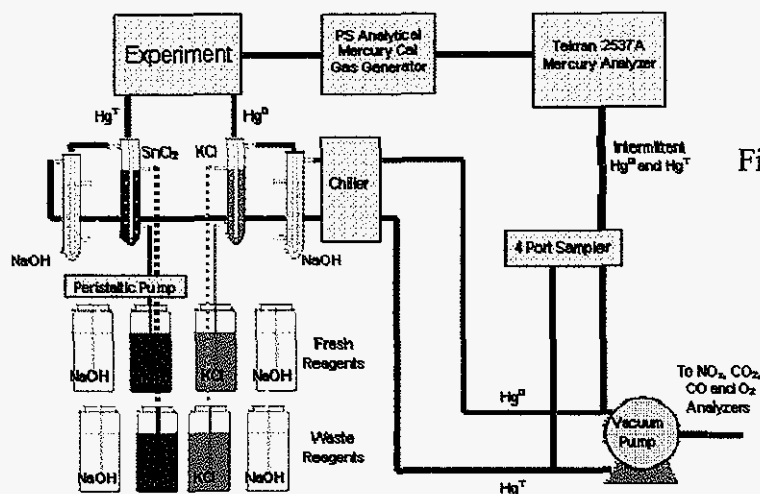 Experiment
PS Analytical
Mercury Cal
Gas Generator
Tekran 2537A
Mercury Analyzer
Hg^T
Hg^0
SnCl₂
KCl
Chiller
Intermittent
Hg^0 and Hg^T
Fi
4 Port Sampler
NaOH
NaOH
Peristaltic Pump
NaOH
KCl
NaOH
Fresh
Reagents
To NOₓ, CO₂,
CO and O₂
Analyzers
Hg^0
Vacuum
Pump
NaOH
KCl
NaOH
Waste
Reagents
Hg^T